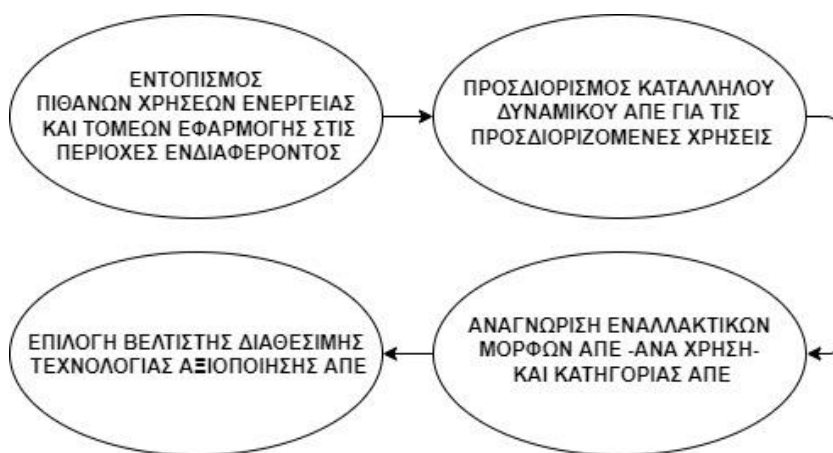 ΕΝΤΟΠΙΣΜΟΣ
ΠΙΘΑΝΩΝ ΧΡΗΣΕΩΝ ΕΝΕΡΓΕΙΑΣ
ΚΑΙ ΤΟΜΕΩΝ ΕΦΑΡΜΟΓΗΣ ΣΤΙΣ
ΠΕΡΙΟΧΕΣ ΕΝΔΙΑΦΕΡΟΝΤΟΣ
ΠΡΟΣΔΙΟΡΙΣΜΟΣ ΚΑΤΑΛΛΗΛΟΥ
ΔΥΝΑΜΙΚΟΥ ΑΠΕ ΓΙΑ ΤΙΣ
ΠΡΟΣΔΙΟΡΙΖΟΜΕΝΕΣ ΧΡΗΣΕΙΣ
ΑΝΑΓΝΩΡΙΣΗ ΕΝΑΛΛΑΚΤΙΚΩΝ
ΜΟΡΦΩΝ ΑΠΕ -ΑΝΑ ΧΡΗΣΗ-
ΚΑΙ ΚΑΤΗΓΟΡΙΑΣ ΑΠΕ
ΕΠΙΛΟΓΗ ΒΕΛΤΙΣΤΗΣ ΔΙΑΘΕΣΙΜΗΣ
ΤΕΧΝΟΛΟΓΙΑΣ ΑΞΙΟΠΟΙΗΣΗΣ ΑΠΕ